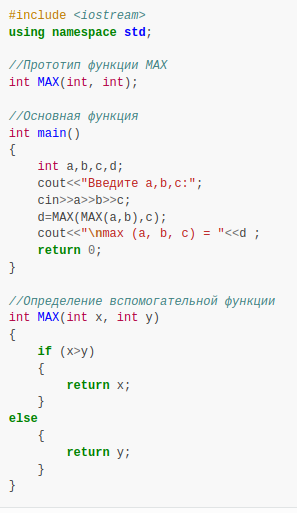 #include <iostream>
using namespace std;
//Прототип функции MAX
int MAX(int, int);
//Основная функция
int main()
{
int a,b,c,d;
cout<<"Введите a,b,c:";
cin>>a>>b>>c;
d=MAX(MAX(a,b),c);
cout<<"\nmax (a, b, c) = "<<d ;
return 0;
}
//Определение вспомогательной функции
int MAX(int x, int y)
{
if (x>y)
{
return x;
}
else
{
return y;
}
}